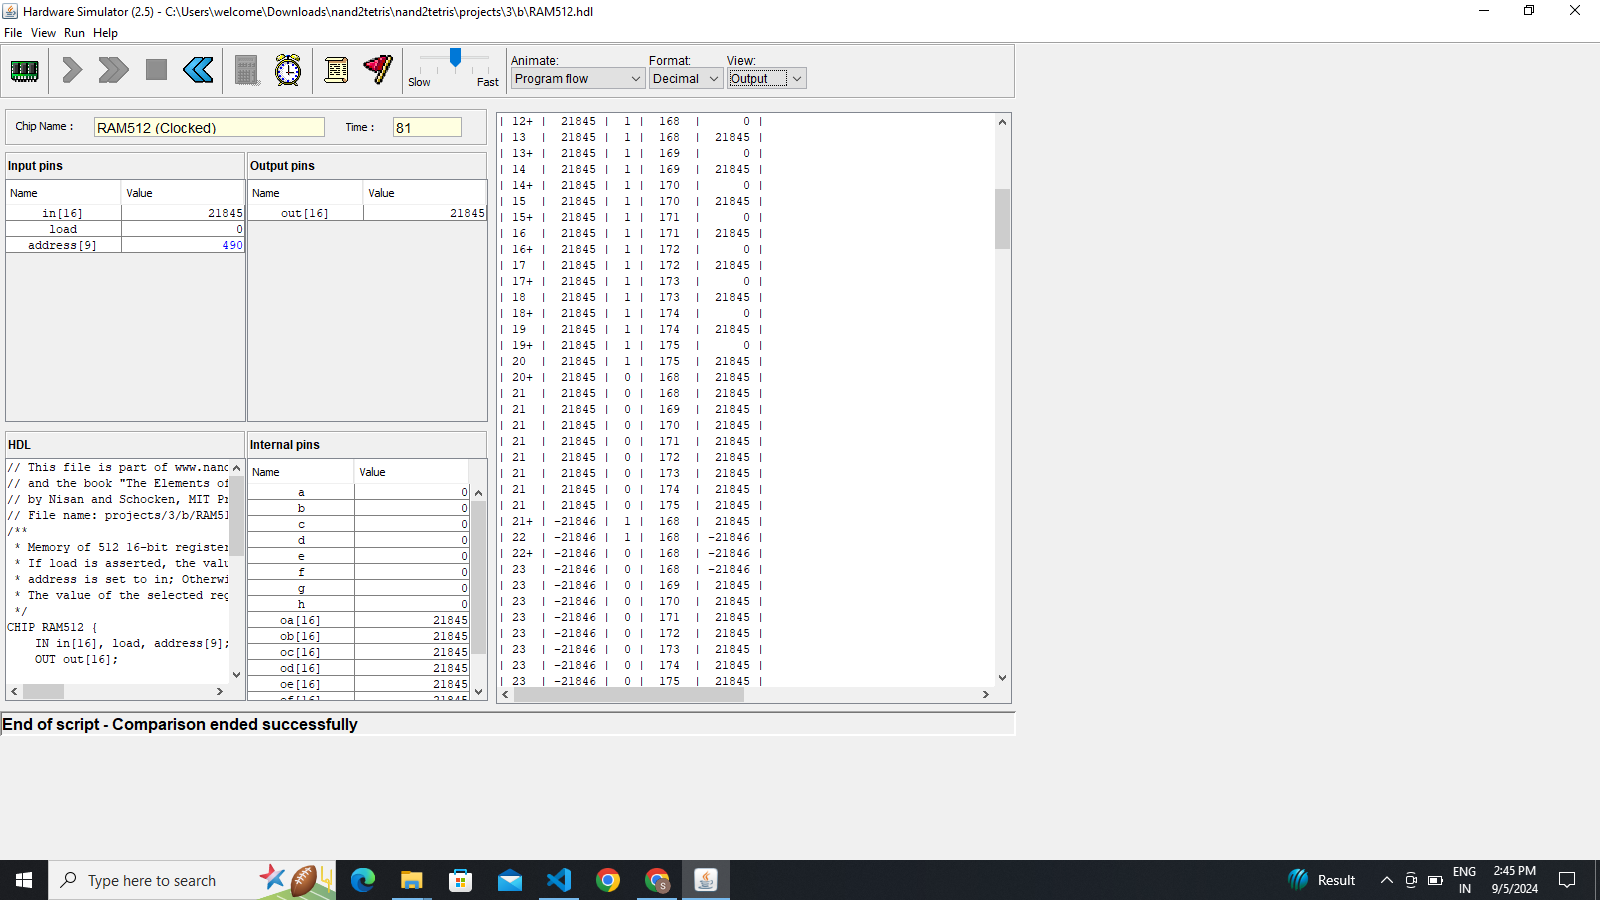 Hardware Simulator (2.5) - C:\Users\welcome\Downloads\nand2tetris\nand2tetris\projects\3\b\RAM512.hdl
File View Run Help
Slow Fast
Animate: Format: View:
Program flow Decimal Output
Chip Name : RAM512 (Clocked) Time : 81
Input pins
Name Value
in[16] 21845
load 0
address[9] 490
Output pins
Name Value
out[16] 21845
HDL
// This file is part of www.nand
// and the book "The Elements of
// by Nisan and Schocken, MIT Pr
// File name: projects/3/b/RAM51
/**
* Memory of 512 16-bit register
* If load is asserted, the valu
* address is set to in; Otherwi
* The value of the selected reg
*/
CHIP RAM512 {
IN in[16], load, address[9];
OUT out[16];
Internal pins
Name Value
a 0
b 0
c 0
d 0
e 0
f 0
g 0
h 0
oa[16] 21845
ob[16] 21845
oc[16] 21845
od[16] 21845
oe[16] 21845
| 12+ | 21845 | 1 | 168 | 0 |
| 13 | 21845 | 1 | 168 | 21845 |
| 13+ | 21845 | 1 | 169 | 0 |
| 14 | 21845 | 1 | 169 | 21845 |
| 14+ | 21845 | 1 | 170 | 0 |
| 15 | 21845 | 1 | 170 | 21845 |
| 15+ | 21845 | 1 | 171 | 0 |
| 16 | 21845 | 1 | 171 | 21845 |
| 16+ | 21845 | 1 | 172 | 0 |
| 17 | 21845 | 1 | 172 | 21845 |
| 17+ | 21845 | 1 | 173 | 0 |
| 18 | 21845 | 1 | 173 | 21845 |
| 18+ | 21845 | 1 | 174 | 0 |
| 19 | 21845 | 1 | 174 | 21845 |
| 19+ | 21845 | 1 | 175 | 0 |
| 20 | 21845 | 1 | 175 | 21845 |
| 20+ | 21845 | 0 | 168 | 21845 |
| 21 | 21845 | 0 | 168 | 21845 |
| 21 | 21845 | 0 | 169 | 21845 |
| 21 | 21845 | 0 | 170 | 21845 |
| 21 | 21845 | 0 | 171 | 21845 |
| 21 | 21845 | 0 | 172 | 21845 |
| 21 | 21845 | 0 | 173 | 21845 |
| 21 | 21845 | 0 | 174 | 21845 |
| 21 | 21845 | 0 | 175 | 21845 |
| 21+ | -21846 | 1 | 168 | 21845 |
| 22 | -21846 | 1 | 168 | -21846 |
| 22+ | -21846 | 0 | 168 | -21846 |
| 23 | -21846 | 0 | 168 | -21846 |
| 23 | -21846 | 0 | 169 | 21845 |
| 23 | -21846 | 0 | 170 | 21845 |
| 23 | -21846 | 0 | 171 | 21845 |
| 23 | -21846 | 0 | 172 | 21845 |
| 23 | -21846 | 0 | 173 | 21845 |
| 23 | -21846 | 0 | 174 | 21845 |
| 23 | -21846 | 0 | 175 | 21845 |
End of script - Comparison ended successfully
Type here to search
S
Result
ENG
IN
2:45 PM
9/5/2024